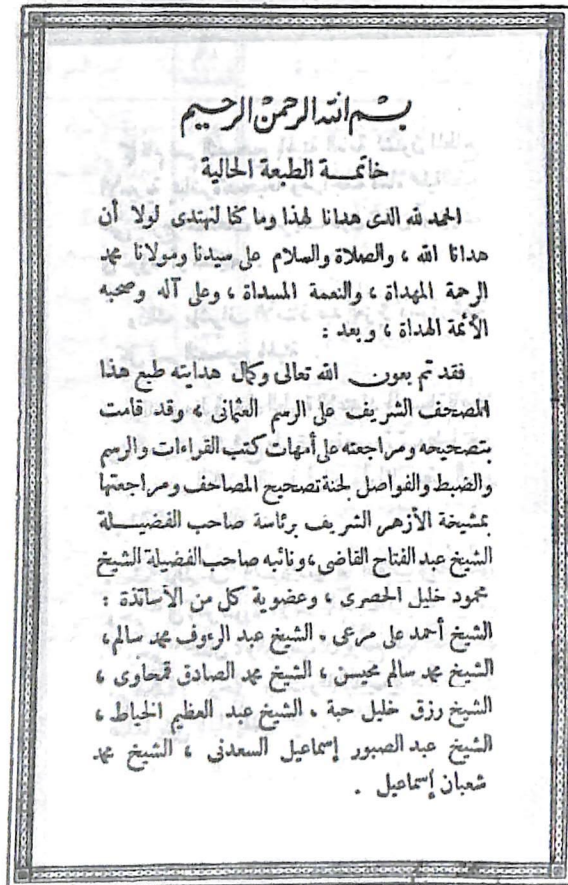 بسم الله الرحمن الرحيم
خاتمة الطبعة الحالية
الحمد لله الذى هدانا لهذا وما كنا لنهتدى لولا أن
هدانا الله ، والصلاة والسلام على سيدنا ومولانا محمد
الرحمة المهداة ، والنعمة المسداة ، وعلى آله وصحبه
الأئمة الهداة ، وبعد :
فقد تم بعون الله تعالى وكمال هدايته طبع هذا
المصحف الشريف على الرسم العثمانى ، وقد قامت
بتصحيحه ومراجعته على أمهات كتب القراءات والرسم
والضبط والفواصل لجنة تصحيح المصاحف ومراجعتها
بمشيخة الأزهر الشريف برئاسة صاحب الفضيلة
الشيخ عبد الفتاح القاضى ، ونائبه صاحب الفضيلة الشيخ
محمود خليل الحصرى ، وعضوية كل من الأساتذة :
الشيخ أحمد على مرعى . الشيخ عبد الرءوف محمد سالم ،
الشيخ محمد سالم محيسن ، الشيخ محمد الصادق قمحاوى ،
الشيخ رزق خليل حبة . الشيخ عبد العظيم الخياط ،
الشيخ عبد الصبور إسماعيل السعدنى ، الشيخ محمد
شعبان إسماعيل .